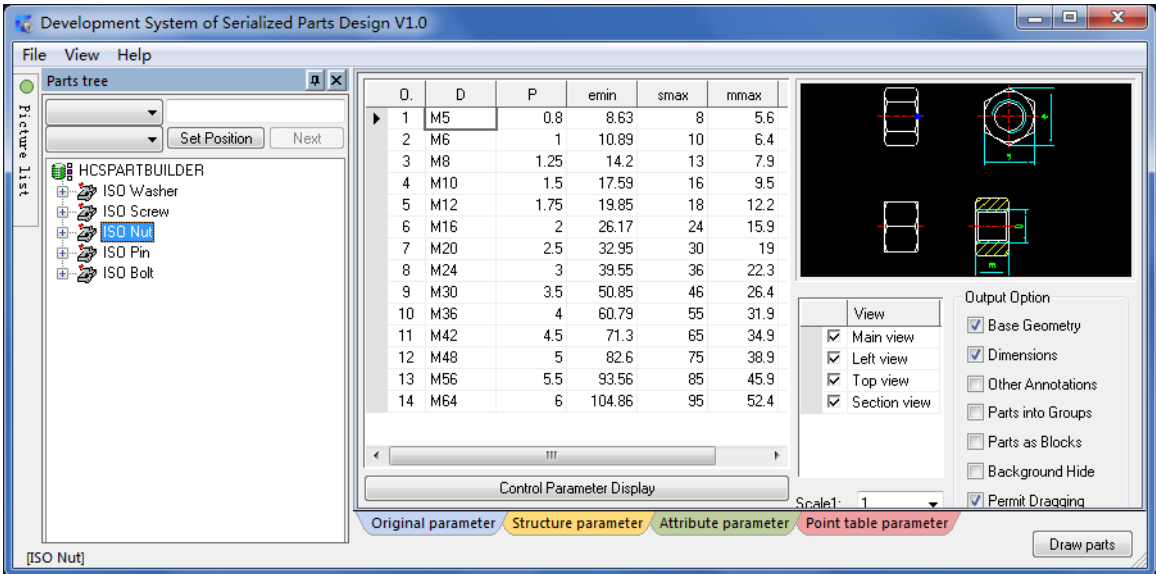 Development System of Serialized Parts Design V1.0
File View Help
Picture list
Parts tree
Set Position Next
HCSPARTBUILDER
ISO Washer
ISO Screw
ISO Nut
ISO Pin
ISO Bolt
O. D P emin smax mmax
1 M5 0.8 8.63 8 5.6
2 M6 1 10.89 10 6.4
3 M8 1.25 14.2 13 7.9
4 M10 1.5 17.59 16 9.5
5 M12 1.75 19.85 18 12.2
6 M16 2 26.17 24 15.9
7 M20 2.5 32.95 30 19
8 M24 3 39.55 36 22.3
9 M30 3.5 50.85 46 26.4
10 M36 4 60.79 55 31.9
11 M42 4.5 71.3 65 34.9
12 M48 5 82.6 75 38.9
13 M56 5.5 93.56 85 45.9
14 M64 6 104.86 95 52.4
Control Parameter Display
Original parameter Structure parameter Attribute parameter Point table parameter
View
Main view
Left view
Top view
Section view
Scale1: 1
Output Option
Base Geometry
Dimensions
Other Annotations
Parts into Groups
Parts as Blocks
Background Hide
Permit Dragging
Draw parts
[ISO Nut]